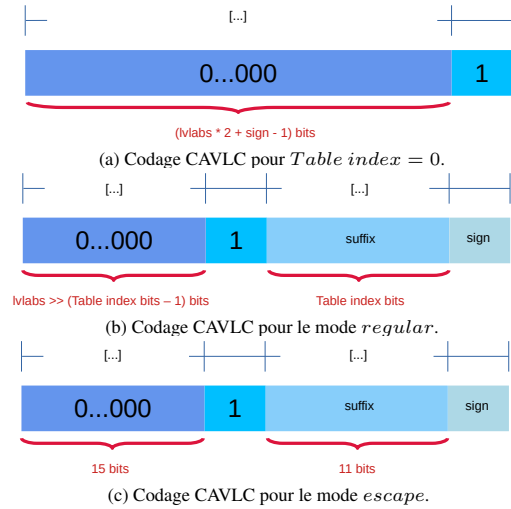 [...]
0...000 1
(lvlabs * 2 + sign - 1) bits
(a) Codage CAVLC pour Table index = 0.
[...] [...]
0...000 1 suffix sign
lvlabs >> (Table index bits – 1) bits Table index bits
(b) Codage CAVLC pour le mode regular.
[...] [...]
0...000 1 suffix sign
15 bits 11 bits
(c) Codage CAVLC pour le mode escape.